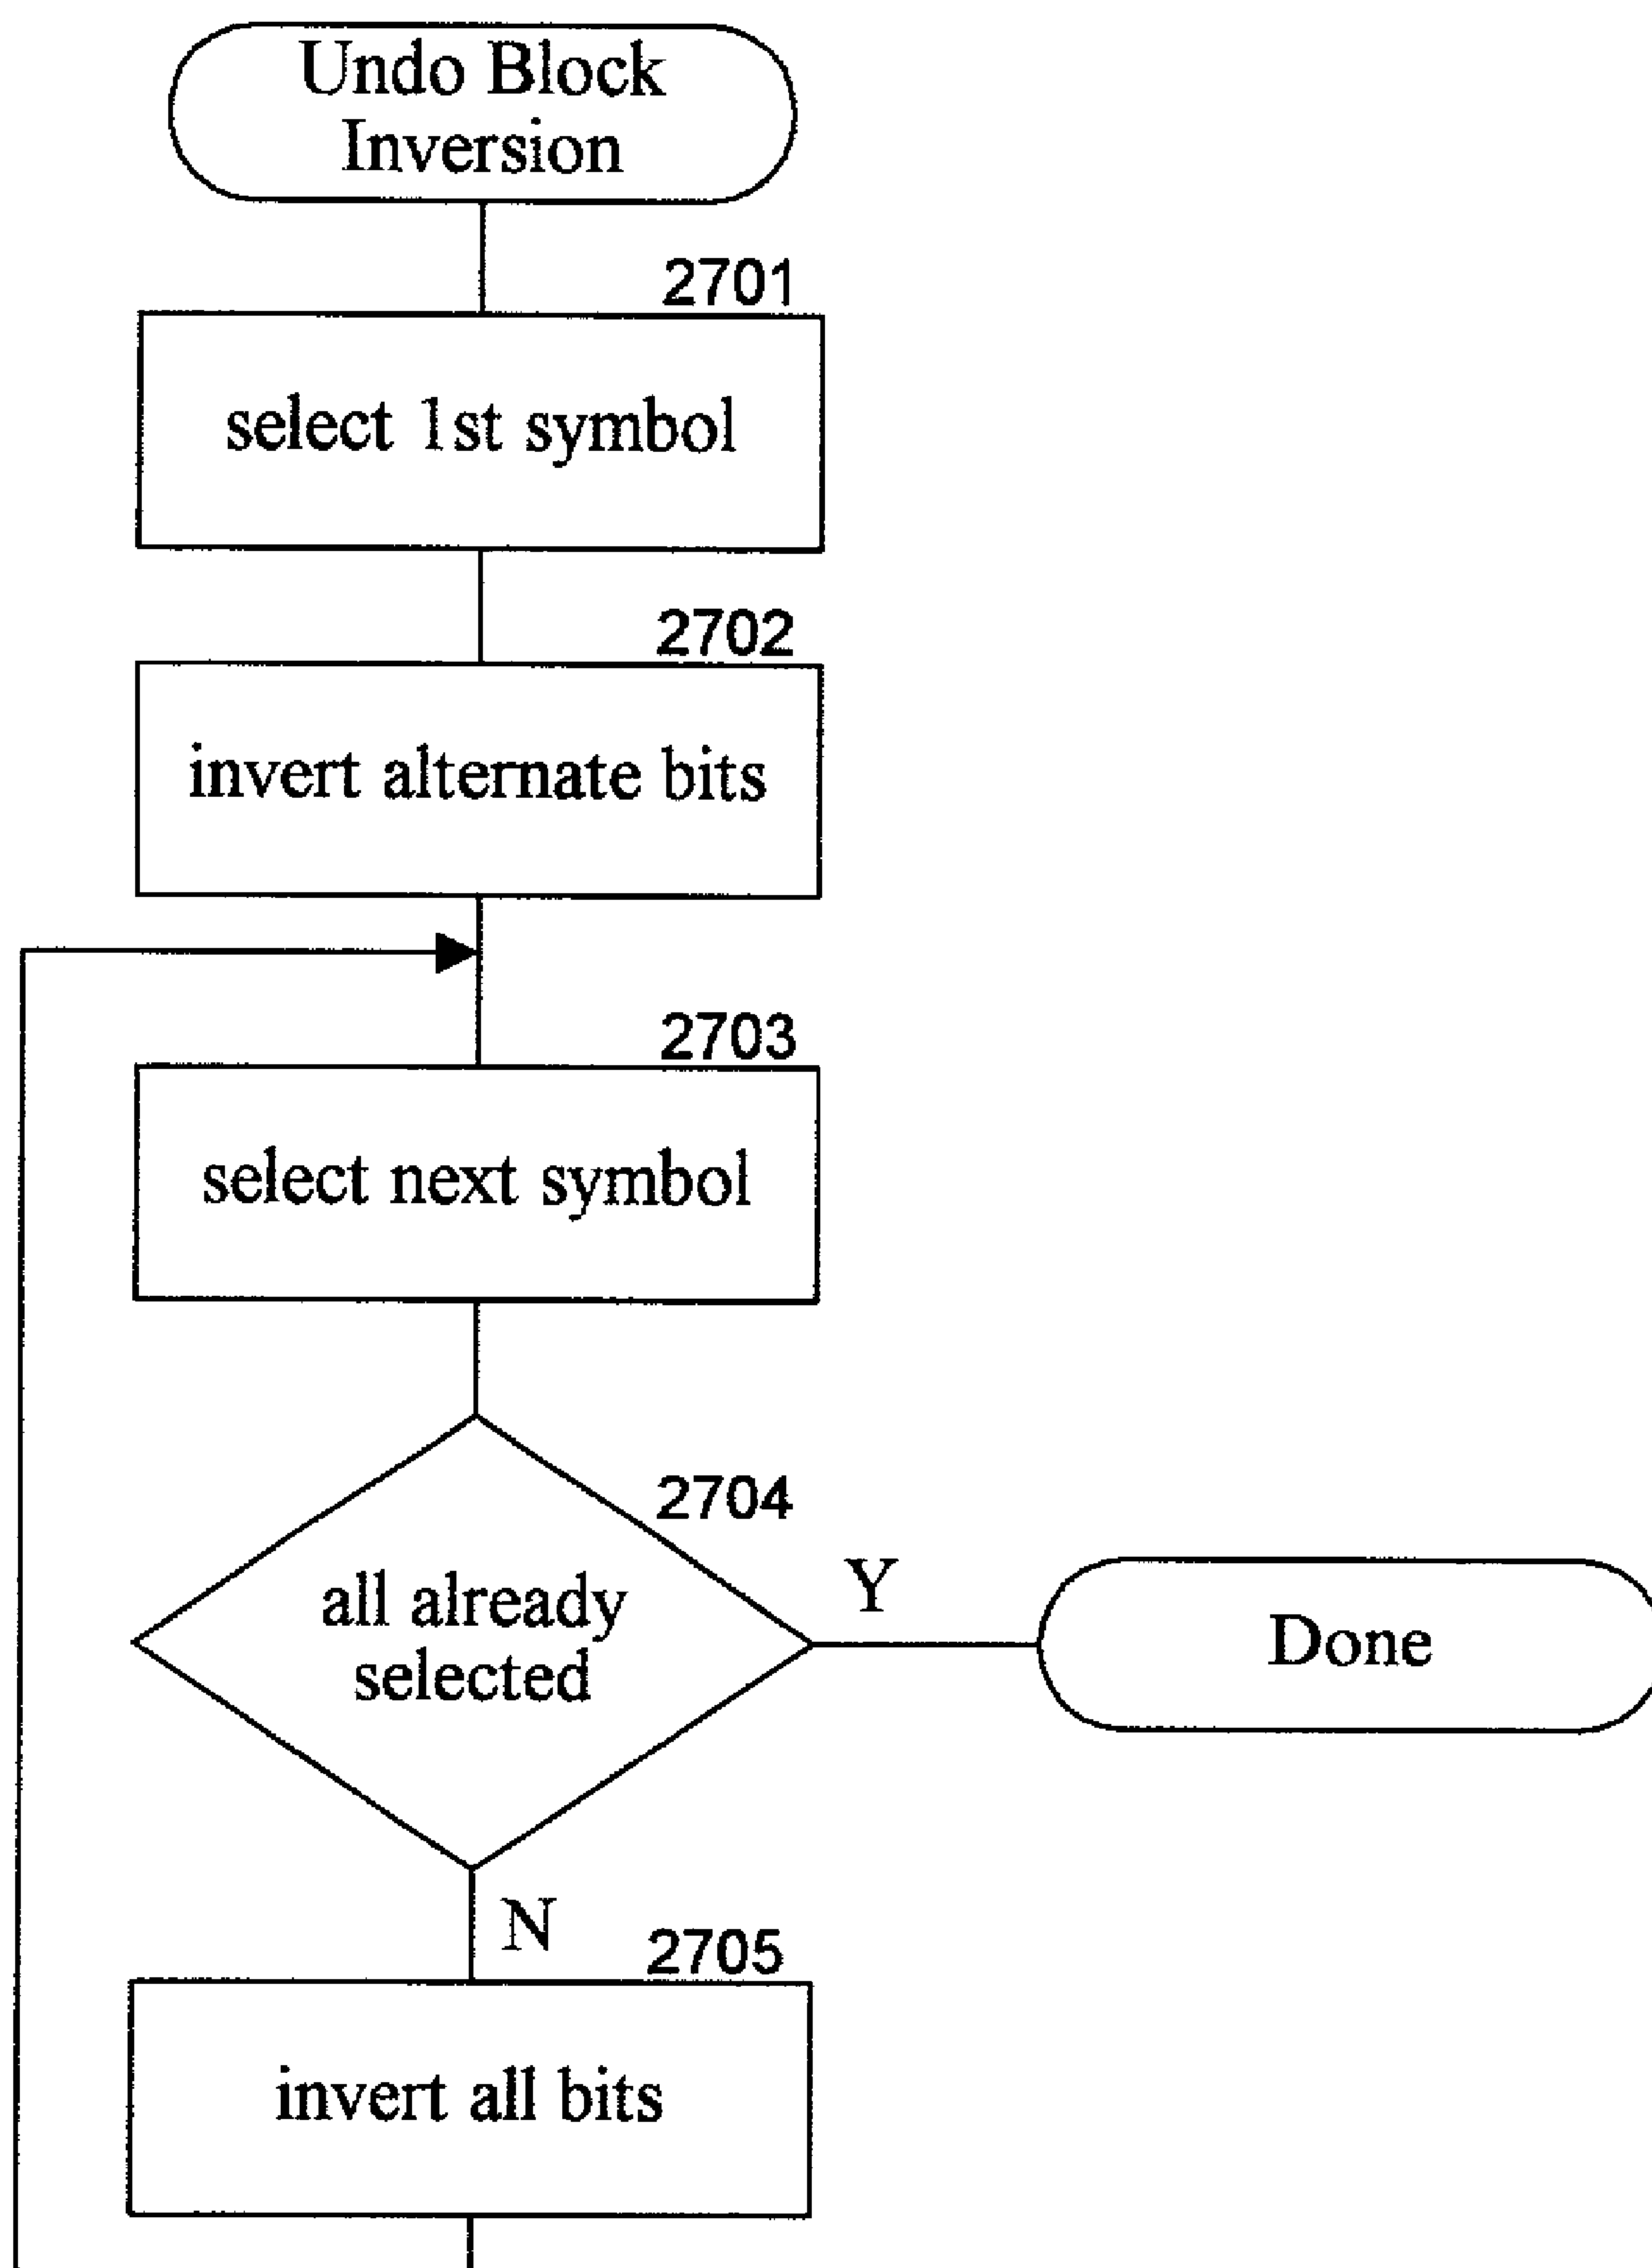 Undo Block
Inversion
2701
select 1st symbol
2702
invert alternate bits
2703
select next symbol
2704
all already
selected
Y
Done
N
2705
invert all bits